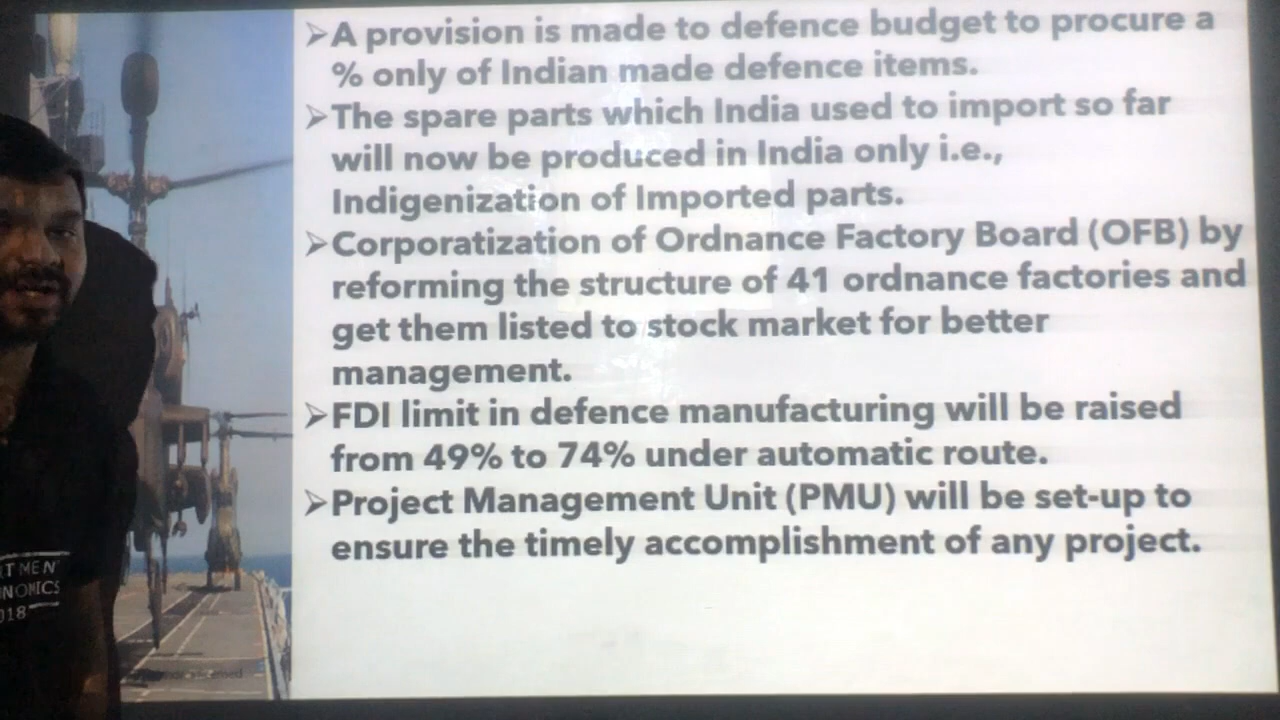 ➢A provision is made to defence budget to procure a
% only of Indian made defence items.
➢The spare parts which India used to import so far
will now be produced in India only i.e.,
Indigenization of Imported parts.
➢Corporatization of Ordnance Factory Board (OFB) by
reforming the structure of 41 ordnance factories and
get them listed to stock market for better
management.
➢FDI limit in defence manufacturing will be raised
from 49% to 74% under automatic route.
➢Project Management Unit (PMU) will be set-up to
ensure the timely accomplishment of any project.
TMEN
NOMICS
018